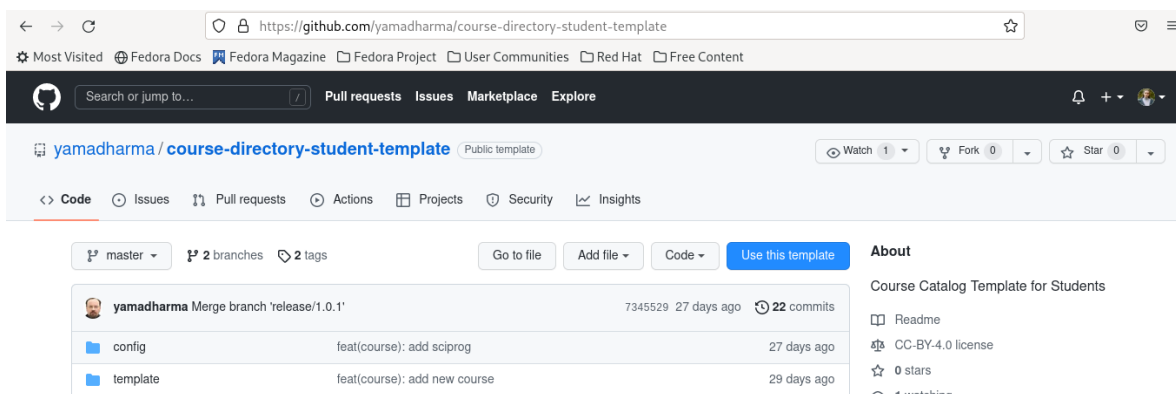 https://github.com/yamadharma/course-directory-student-template
Most Visited Fedora Docs Fedora Magazine Fedora Project User Communities Red Hat Free Content
Search or jump to... / Pull requests Issues Marketplace Explore
yamadharma / course-directory-student-template Public template Watch 1 Fork 0 Star 0
Code Issues Pull requests Actions Projects Security Insights
master 2 branches 2 tags Go to file Add file Code Use this template About
Course Catalog Template for Students
yamadharma Merge branch 'release/1.0.1' 7345529 27 days ago 22 commits
Readme
config feat(course): add sciprog 27 days ago CC-BY-4.0 license
0 stars
template feat(course): add new course 29 days ago